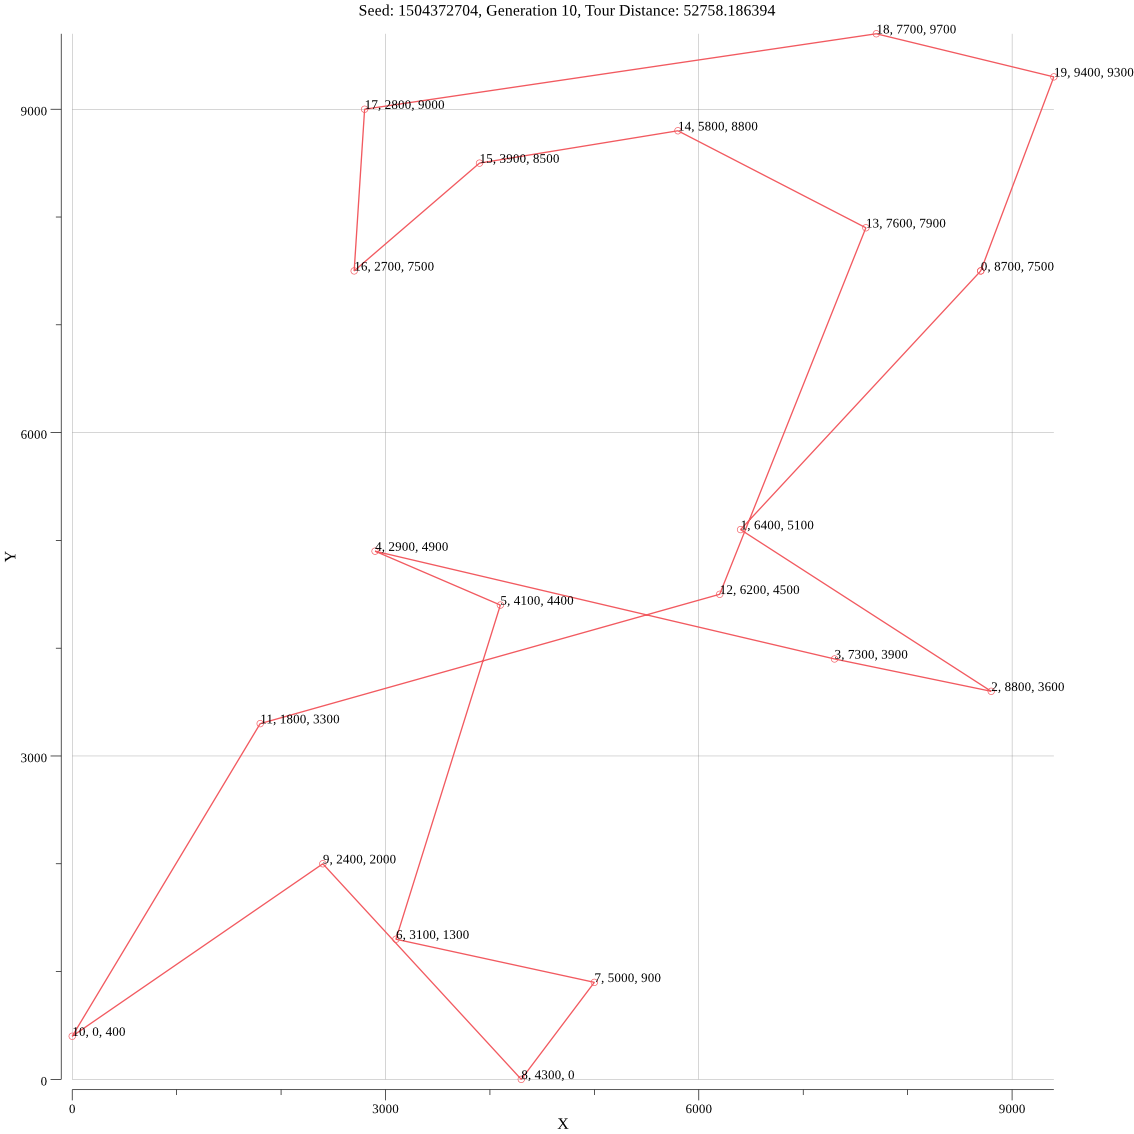 Seed: 1504372704, Generation 10, Tour Distance: 52758.186394
18, 7700, 9700
19, 9400, 9300
17, 2800, 9000
9000
14, 5800, 8800
15, 3900, 8500
13, 7600, 7900
16, 2700, 7500
0, 8700, 7500
6000
1, 6400, 5100
4, 2900, 4900
Y
12, 6200, 4500
5, 4100, 4400
3, 7300, 3900
2, 8800, 3600
11, 1800, 3300
3000
9, 2400, 2000
6, 3100, 1300
7, 5000, 900
10, 0, 400
8, 4300, 0
0
0 3000 6000 9000
X